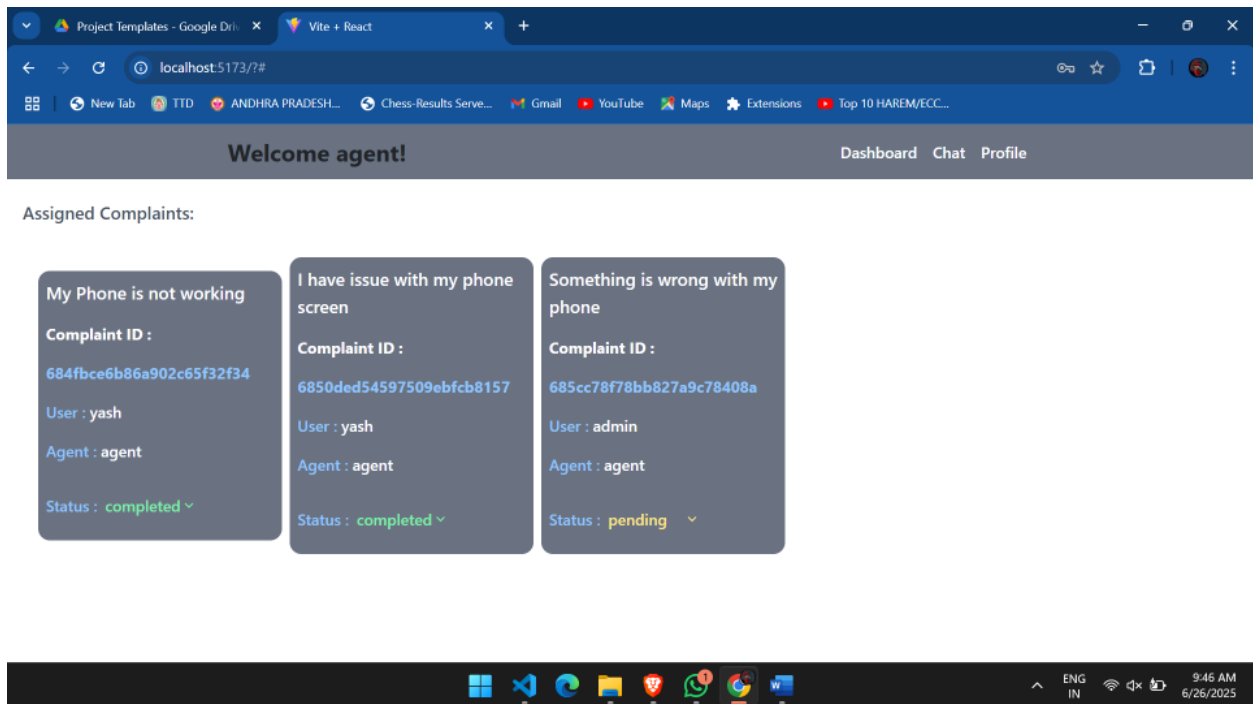 Project Templates - Google Driv
Vite + React
localhost:5173/?#
New Tab
TTD
ANDHRA PRADESH...
Chess-Results Serve...
Gmail
YouTube
Maps
Extensions
Top 10 HAREM/ECC...
Welcome agent!
Dashboard Chat Profile
Assigned Complaints:
My Phone is not working
Complaint ID :
684fbce6b86a902c65f32f34
User : yash
Agent : agent
Status : completed
I have issue with my phone
screen
Complaint ID :
6850ded54597509ebfcb8157
User : yash
Agent : agent
Status : completed
Something is wrong with my
phone
Complaint ID :
685cc78f78bb827a9c78408a
User : admin
Agent : agent
Status : pending
1
W
ENG
IN
9:46 AM
6/26/2025